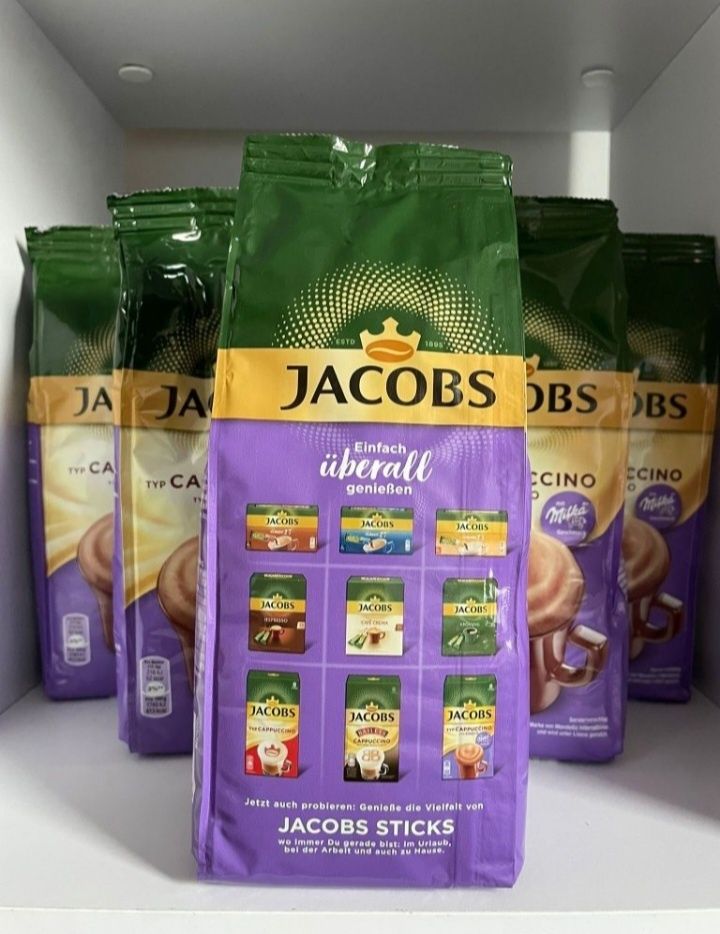 ESTD 1895
JACOBS
Einfach
überall
genießen
JACOBS
JACOBS
JACOBS
JACOBS
ESPRESSO
JACOBS
CAFÉ CREMA
JACOBS
JACOBS
TYP CAPPUCCINO
JACOBS
BAILEYS
CAPPUCCINO
JACOBS
TYP CAPPUCCINO
Jetzt auch probieren: Genieße die Vielfalt von
JACOBS STICKS
wo immer Du gerade bist: im Urlaub,
bei der Arbeit und auch zu Hause.
JA
TYP CA
JA
TYP CA
OBS
CCINO
Milka
OBS
CCINO
Milka